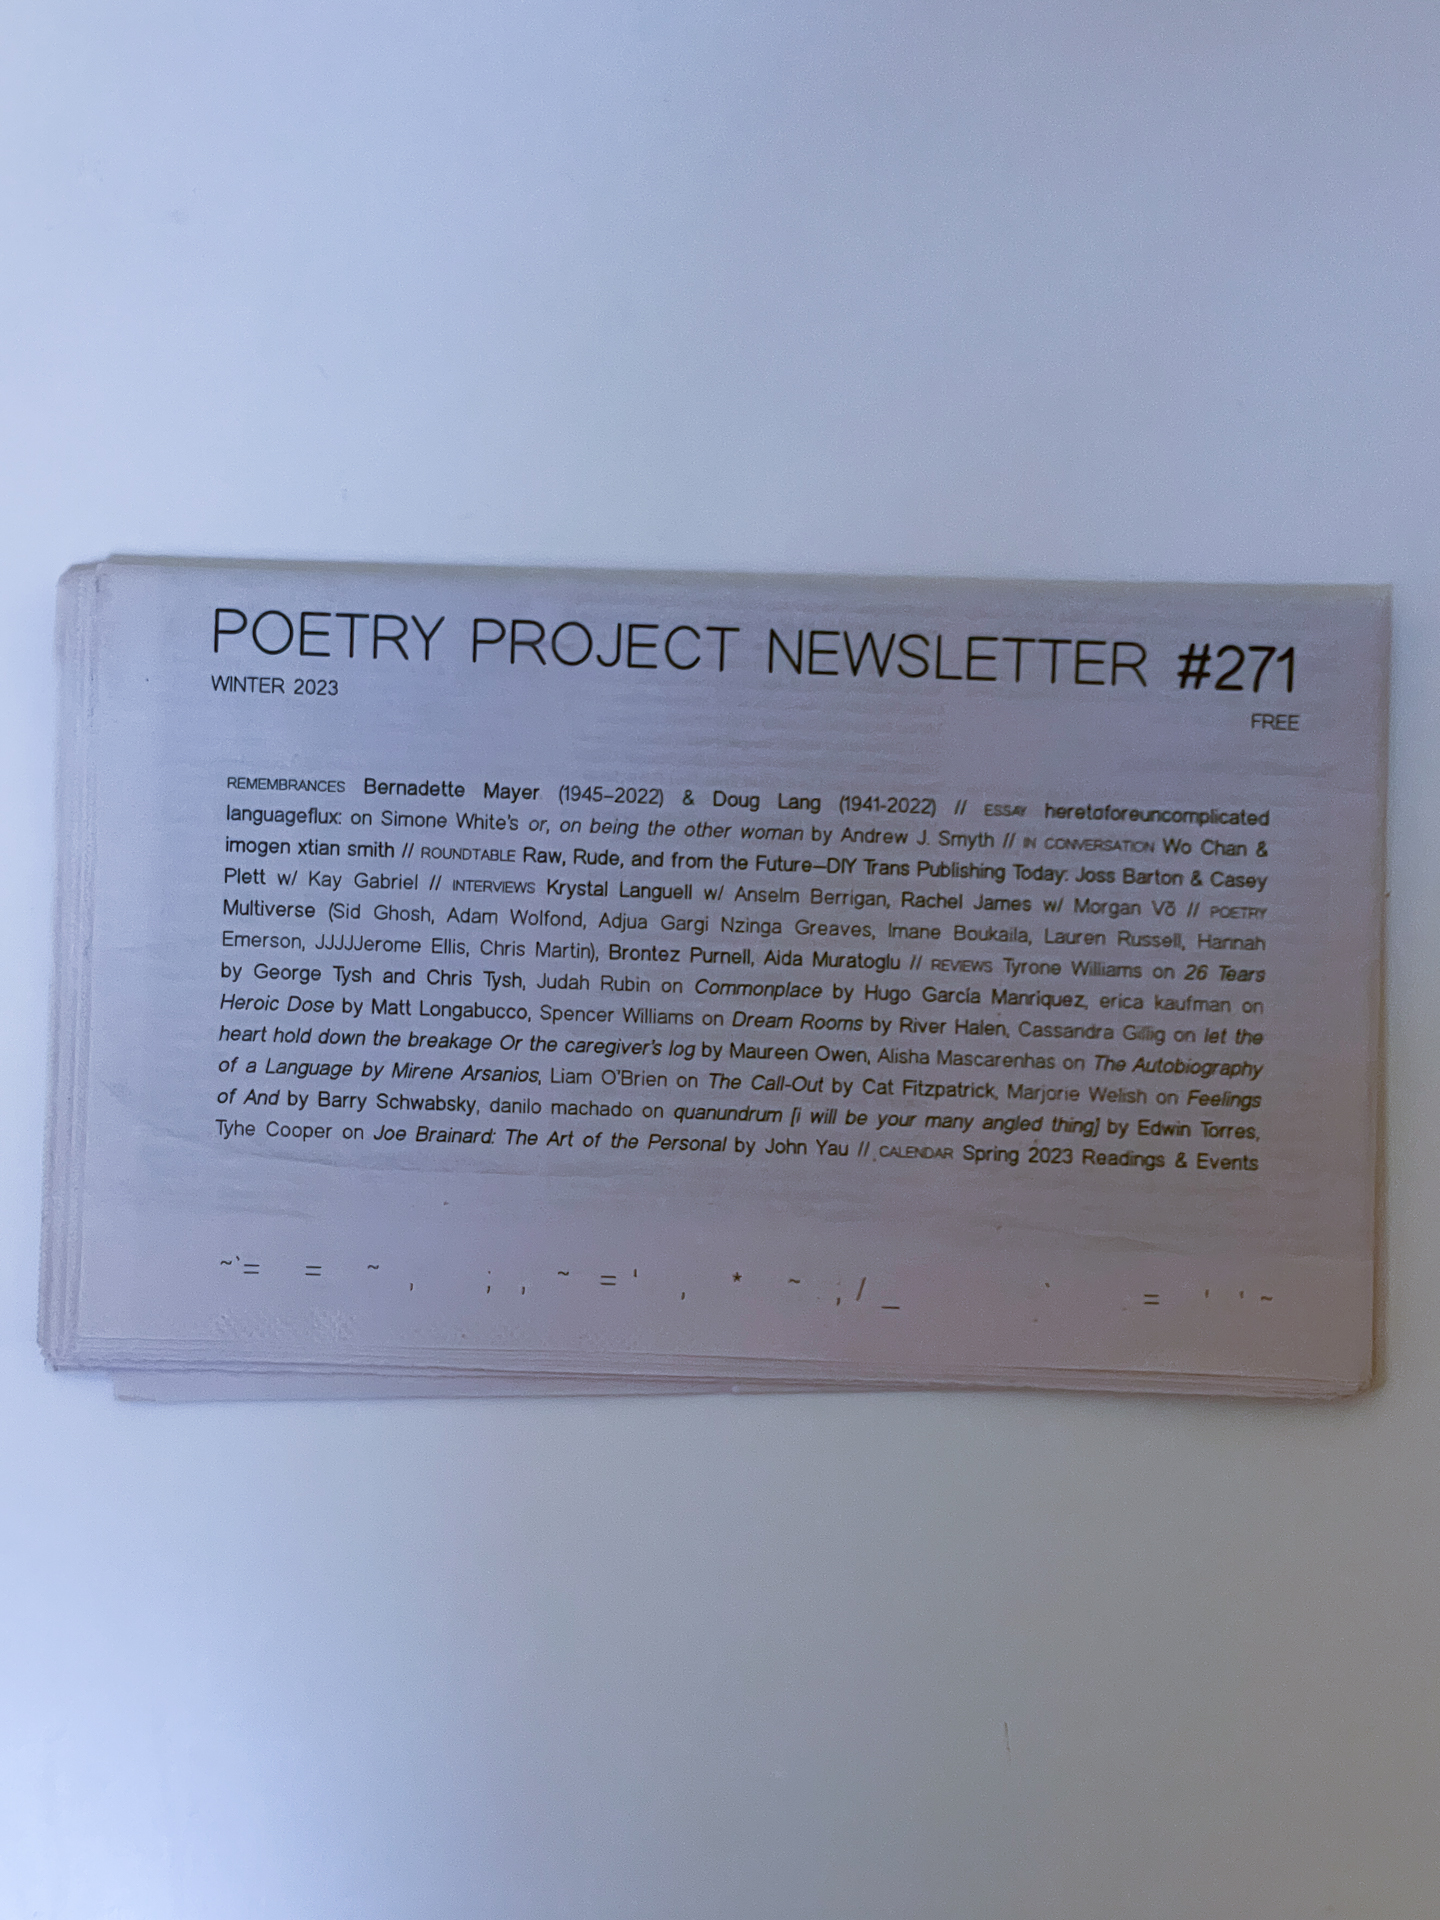 POETRY PROJECT NEWSLETTER #271
WINTER 2023
FREE
REMEMBRANCES Bernadette Mayer (1945–2022) & Doug Lang (1941-2022) // ESSAY heretoforeuncomplicated
languageflux: on Simone White's or, on being the other woman by Andrew J. Smyth // IN CONVERSATION Wo Chan &
imogen xtian smith // ROUNDTABLE Raw, Rude, and from the Future—DIY Trans Publishing Today: Joss Barton & Casey
Plett w/ Kay Gabriel // INTERVIEWS Krystal Languell w/ Anselm Berrigan, Rachel James w/ Morgan Võ // POETRY
Multiverse (Sid Ghosh, Adam Wolfond, Adjua Gargi Nzinga Greaves, Imane Boukaila, Lauren Russell, Hannah
Emerson, JJJJJerome Ellis, Chris Martin), Brontez Purnell, Aida Muratoglu // REVIEWS Tyrone Williams on 26 Tears
by George Tysh and Chris Tysh, Judah Rubin on Commonplace by Hugo García Manríquez, erica kaufman on
Heroic Dose by Matt Longabucco, Spencer Williams on Dream Rooms by River Halen, Cassandra Gillig on let the
heart hold down the breakage Or the caregiver's log by Maureen Owen, Alisha Mascarenhas on The Autobiography
of a Language by Mirene Arsanios, Liam O'Brien on The Call-Out by Cat Fitzpatrick, Marjorie Welish on Feelings
of And by Barry Schwabsky, danilo machado on quanundrum [i will be your many angled thing] by Edwin Torres,
Tyhe Cooper on Joe Brainard: The Art of the Personal by John Yau // CALENDAR Spring 2023 Readings & Events
~`= = ~ , ; , ~ = ' , * ~ ; / _ ` = ' ' ~